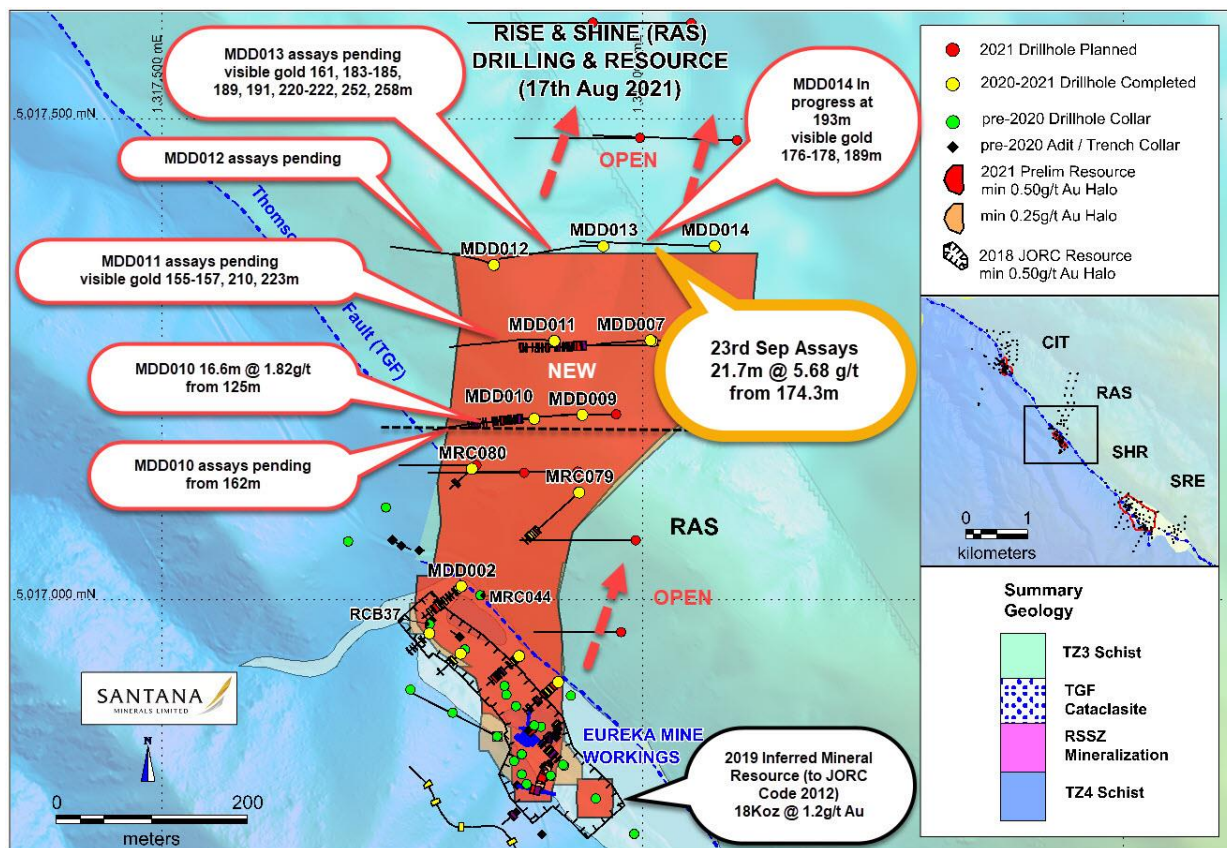 RISE & SHINE (RAS)
DRILLING & RESOURCE
(17th Aug 2021)
1,317,500 mE
5,017,500 mN
MDD013 assays pending
visible gold 161, 183-185,
189, 191, 220-222, 252, 258m
MDD014 In
progress at
193m
visible gold
176-178, 189m
OPEN
MDD012 assays pending
MDD012
MDD013
MDD014
Thomson
Fault (TGF)
MDD011 assays pending
visible gold 155-157, 210, 223m
MDD011
MDD007
NEW
23rd Sep Assays
21.7m @ 5.68 g/t
from 174.3m
MDD010 16.6m @ 1.82g/t
from 125m
MDD010
MDD009
MDD010 assays pending
from 162m
MRC080
MRC079
RAS
MDD002
MRC044
5,017,000 mN
RCB37
OPEN
SANTANA
MINERALS LIMITED
N
EUREKA MINE
WORKINGS
2019 Inferred Mineral
Resource (to JORC
Code 2012)
18Koz @ 1.2g/t Au
0 200
meters
2021 Drillhole Planned
2020-2021 Drillhole Completed
pre-2020 Drillhole Collar
pre-2020 Adit / Trench Collar
2021 Prelim Resource
min 0.50g/t Au Halo
min 0.25g/t Au Halo
2018 JORC Resource
min 0.50g/t Au Halo
CIT
RAS
SHR
SRE
0 1
kilometers
Summary
Geology
TZ3 Schist
TGF
Cataclasite
RSSZ
Mineralization
TZ4 Schist